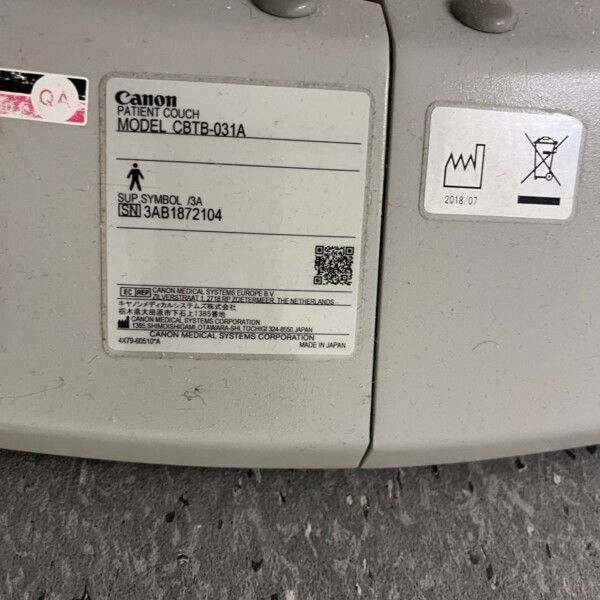 QA
Canon
PATIENT COUCH
MODEL CBTB-031A
SUP.SYMBOL /3A
SN 3AB1872104
EC REP CANON MEDICAL SYSTEMS EUROPE B.V.
ZILVERSTRAAT 1, 2718 RP ZOETERMEER, THE NETHERLANDS
キヤノンメディカルシステムズ株式会社
栃木県大田原市下石上1385番地
CANON MEDICAL SYSTEMS CORPORATION
1385, SHIMOISHIGAMI, OTAWARA-SHI, TOCHIGI 324-8550, JAPAN
CANON MEDICAL SYSTEMS CORPORATION
4X79-60510*A
MADE IN JAPAN
2018/07